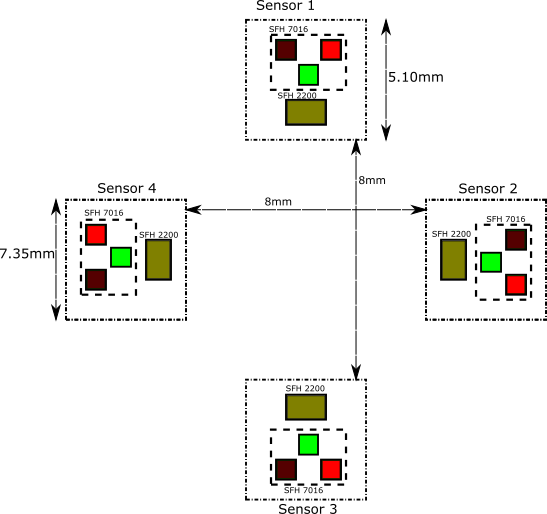 Sensor 1
SFH 7016
SFH 2200
5.10mm
8mm
Sensor 4
Sensor 2
8mm
SFH 7016
SFH 2200
SFH 7016
SFH 2200
7.35mm
SFH 2200
SFH 7016
Sensor 3